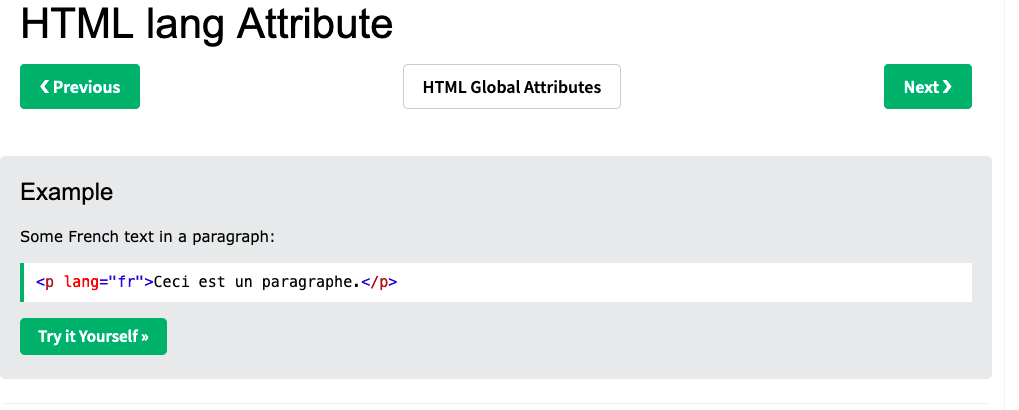 HTML lang Attribute
❮ Previous
HTML Global Attributes
Next ❯
Example
Some French text in a paragraph:
<p lang="fr">Ceci est un paragraphe.</p>
Try it Yourself »